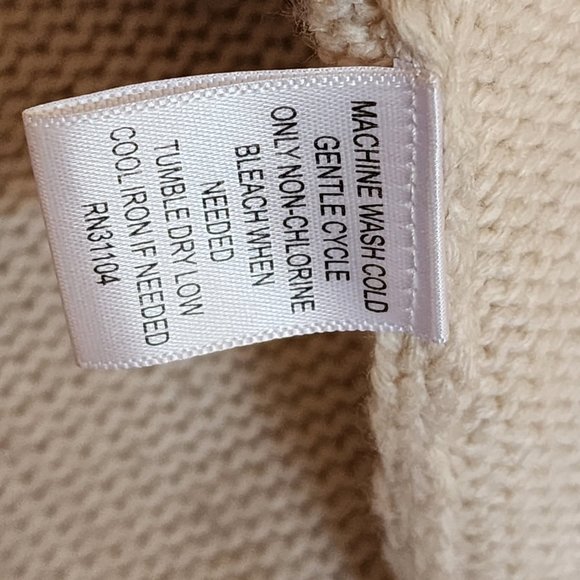 MACHINE WASH COLD
GENTLE CYCLE
ONLY NON-CHLORINE
BLEACH WHEN
NEEDED
TUMBLE DRY LOW
COOL IRON IF NEEDED
RN31104